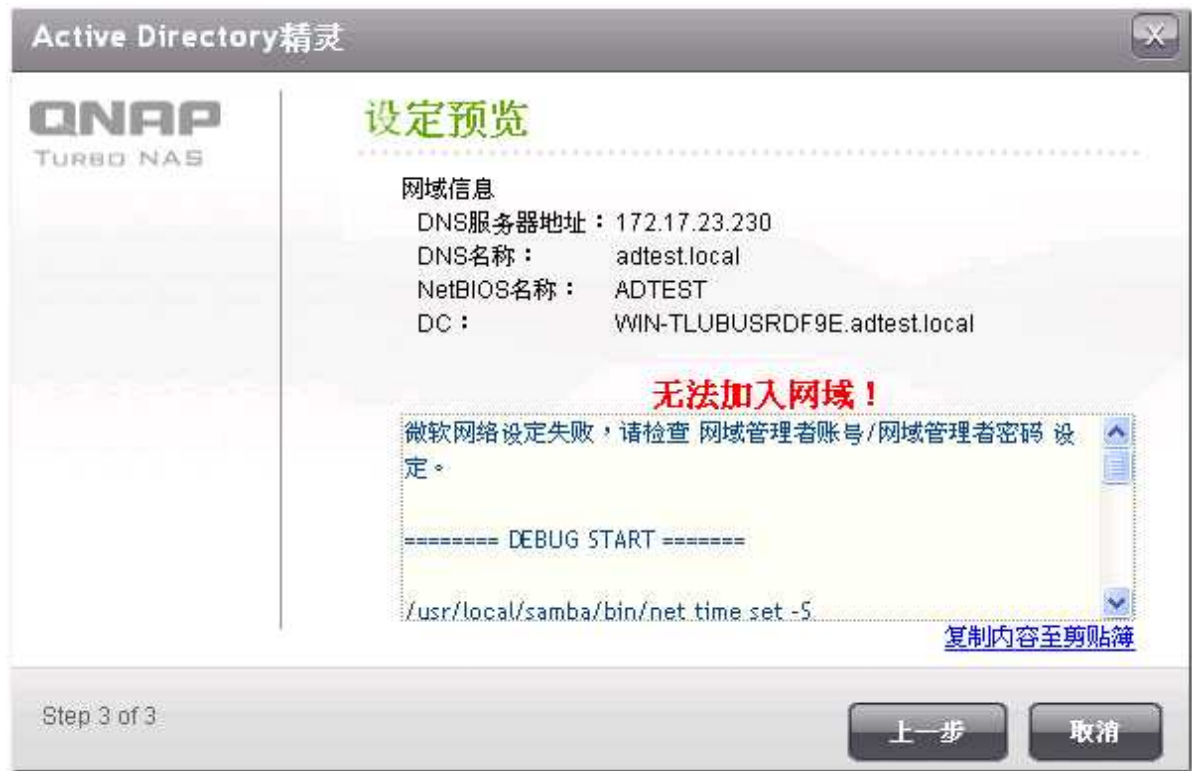 Active Directory精灵
QNAP
TURBO NAS
设定预览
网域信息
DNS服务器地址：172.17.23.230
DNS名称： adtest.local
NetBIOS名称： ADTEST
DC： WIN-TLUBUSRDF9E.adtest.local
无法加入网域！
微软网络设定失败，请检查 网域管理者账号/网域管理者密码 设
定。
======== DEBUG START =======
/usr/local/samba/bin/net time set -S
复制内容至剪贴簿
Step 3 of 3
上一步
取消